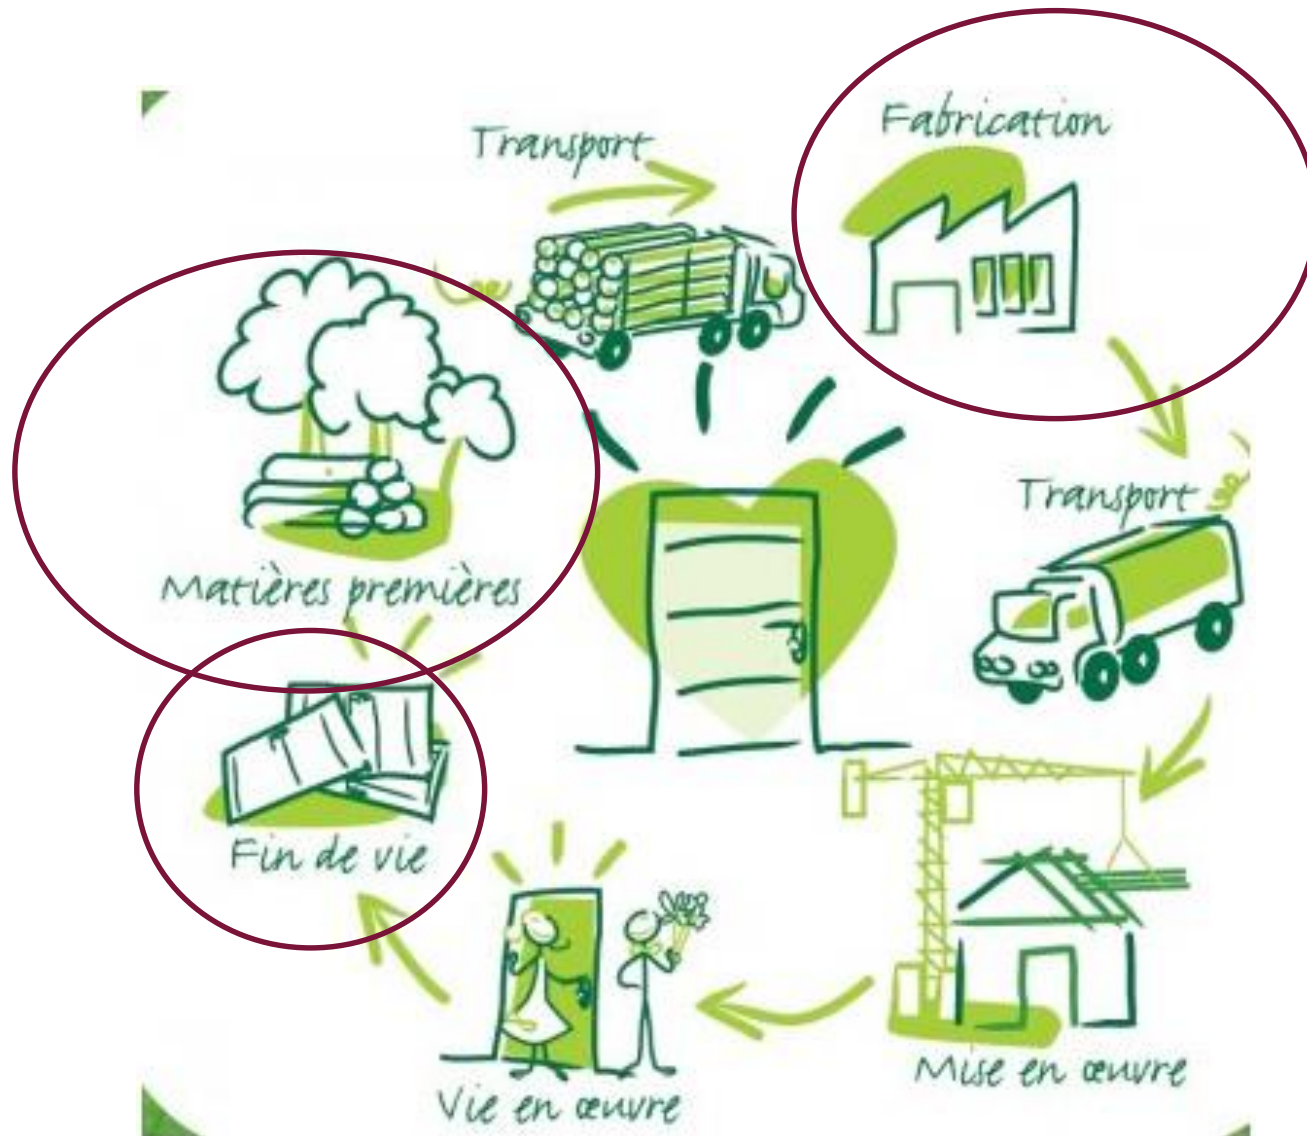 Transport
Fabrication
Transport
Matières premières
Fin de vie
Mise en œuvre
Vie en œuvre